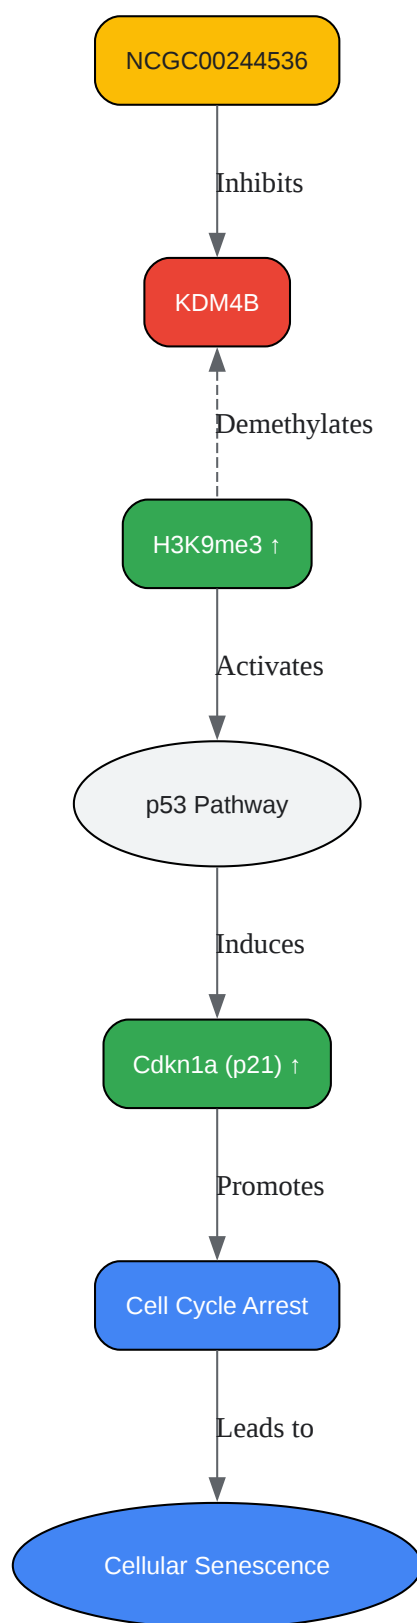 NCGC00244536
Inhibits
KDM4B
Demethylates
H3K9me3 ↑
Activates
p53 Pathway
Induces
Cdkn1a (p21) ↑
Promotes
Cell Cycle Arrest
Leads to
Cellular Senescence